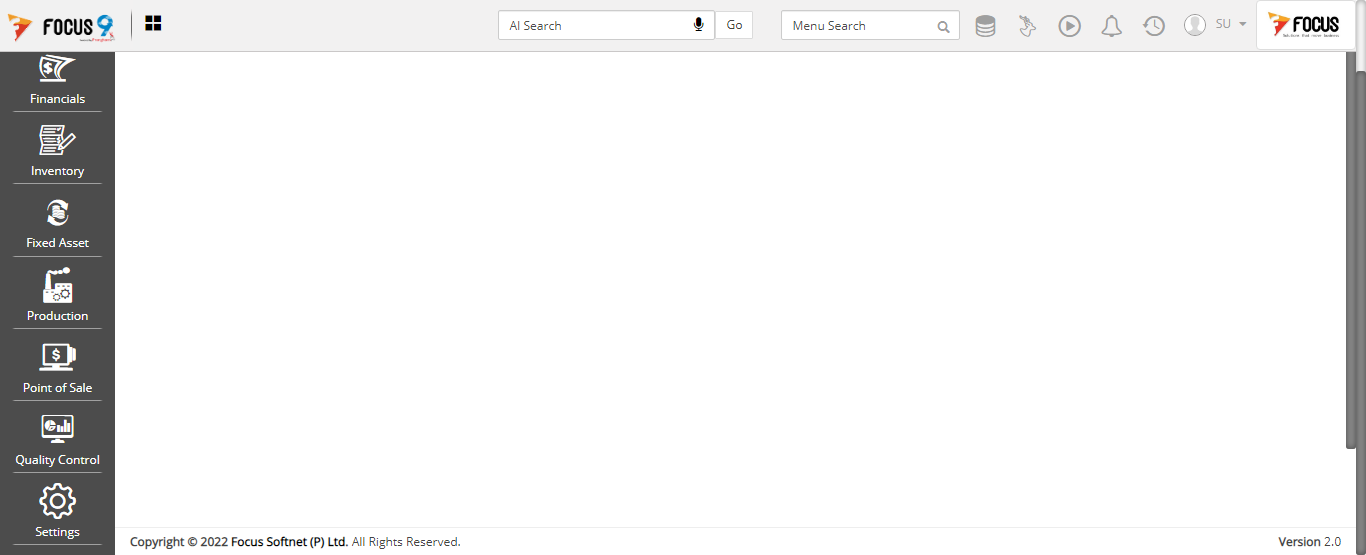 FOCUS 9
AI Search
Go
Menu Search
SU
FOCUS
Financials
Inventory
Fixed Asset
Production
Point of Sale
Quality Control
Settings
Copyright © 2022 Focus Softnet (P) Ltd. All Rights Reserved.
Version 2.0